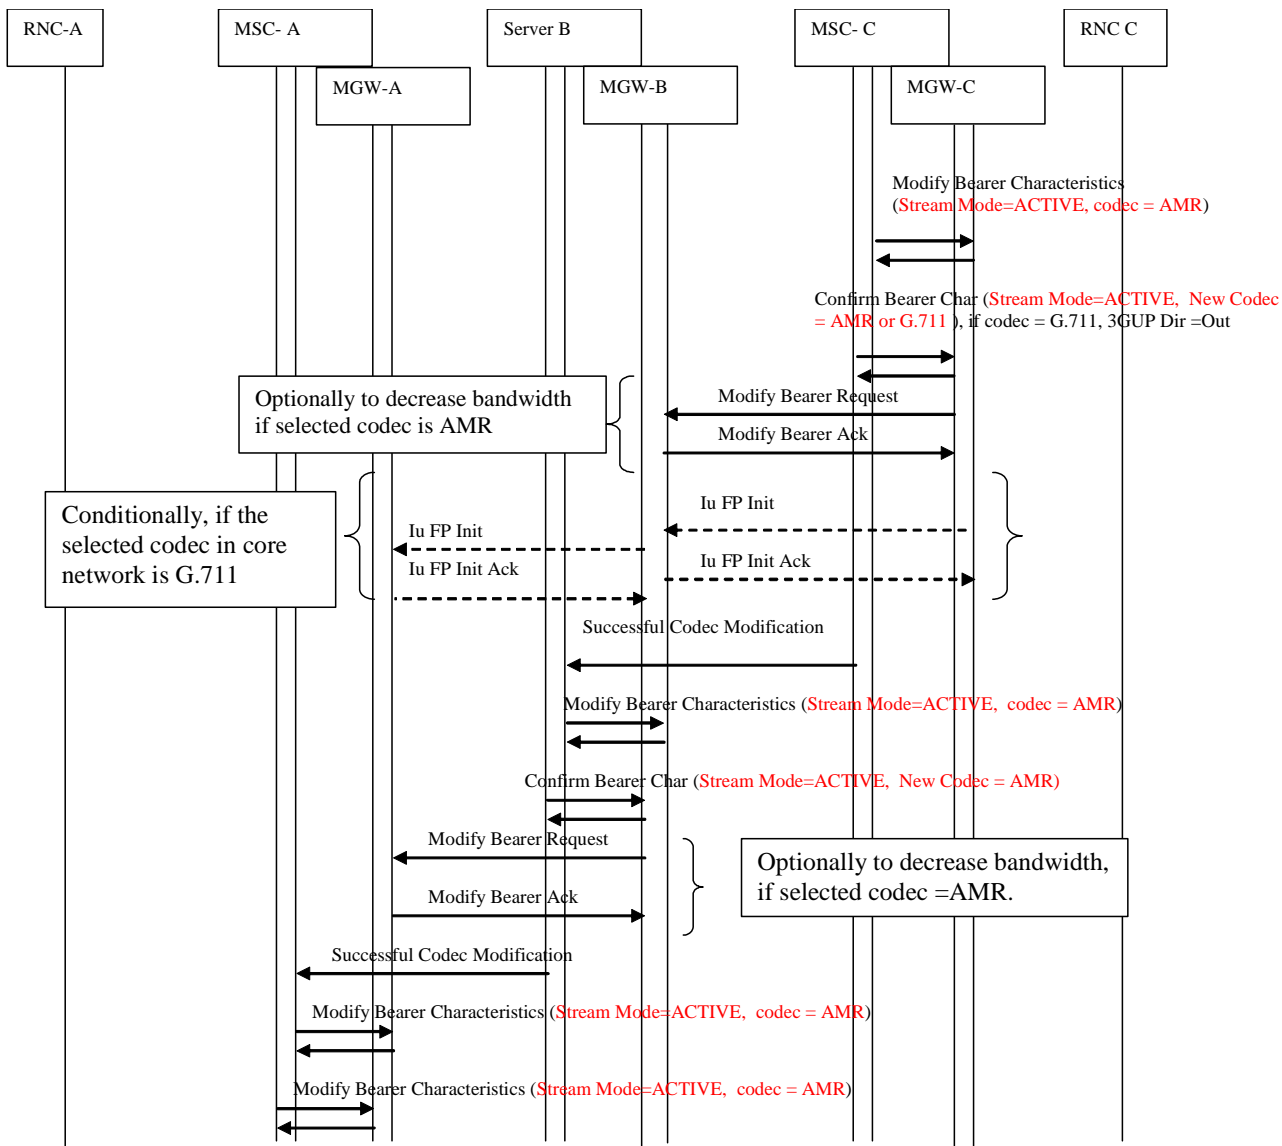 RNC-A
MSC- A
Server B
MSC- C
RNC C
MGW-A
MGW-B
MGW-C
Modify Bearer Characteristics
(Stream Mode=ACTIVE, codec = AMR)
Confirm Bearer Char (Stream Mode=ACTIVE, New Codec
= AMR or G.711 ), if codec = G.711, 3GUP Dir =Out
Optionally to decrease bandwidth
if selected codec is AMR
Modify Bearer Request
Modify Bearer Ack
Conditionally, if the
selected codec in core
network is G.711
Iu FP Init
Iu FP Init
Iu FP Init Ack
Iu FP Init Ack
Successful Codec Modification
Modify Bearer Characteristics (Stream Mode=ACTIVE, codec = AMR)
Confirm Bearer Char (Stream Mode=ACTIVE, New Codec = AMR)
Modify Bearer Request
Optionally to decrease bandwidth,
if selected codec =AMR.
Modify Bearer Ack
Successful Codec Modification
Modify Bearer Characteristics (Stream Mode=ACTIVE, codec = AMR)
Modify Bearer Characteristics (Stream Mode=ACTIVE, codec = AMR)